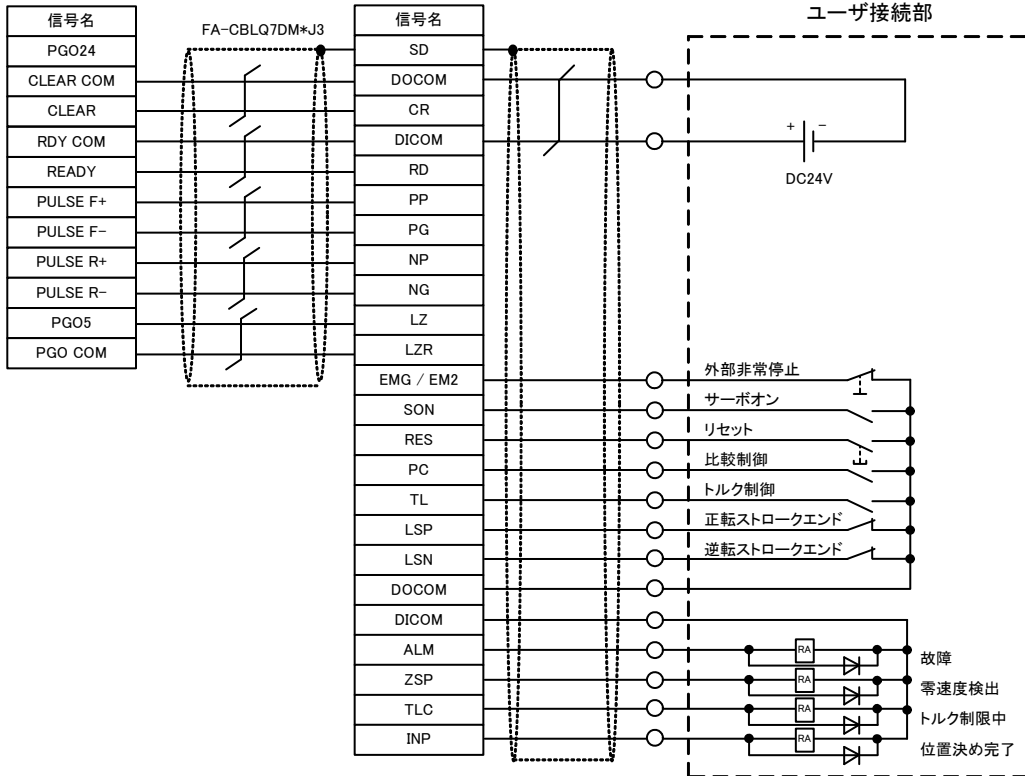 信号名
PGO24
CLEAR COM
CLEAR
RDY COM
READY
PULSE F+
PULSE F-
PULSE R+
PULSE R-
PGO5
PGO COM
FA-CBLQ7DM*J3
信号名
SD
DOCOM
CR
DICOM
RD
PP
PG
NP
NG
LZ
LZR
EMG / EM2
SON
RES
PC
TL
LSP
LSN
DOCOM
DICOM
ALM
ZSP
TLC
INP
ユーザ接続部
+ -
DC24V
外部非常停止
サーボオン
リセット
比較制御
トルク制御
正転ストロークエンド
逆転ストロークエンド
RA
故障
RA
零速度検出
RA
トルク制限中
RA
位置決め完了